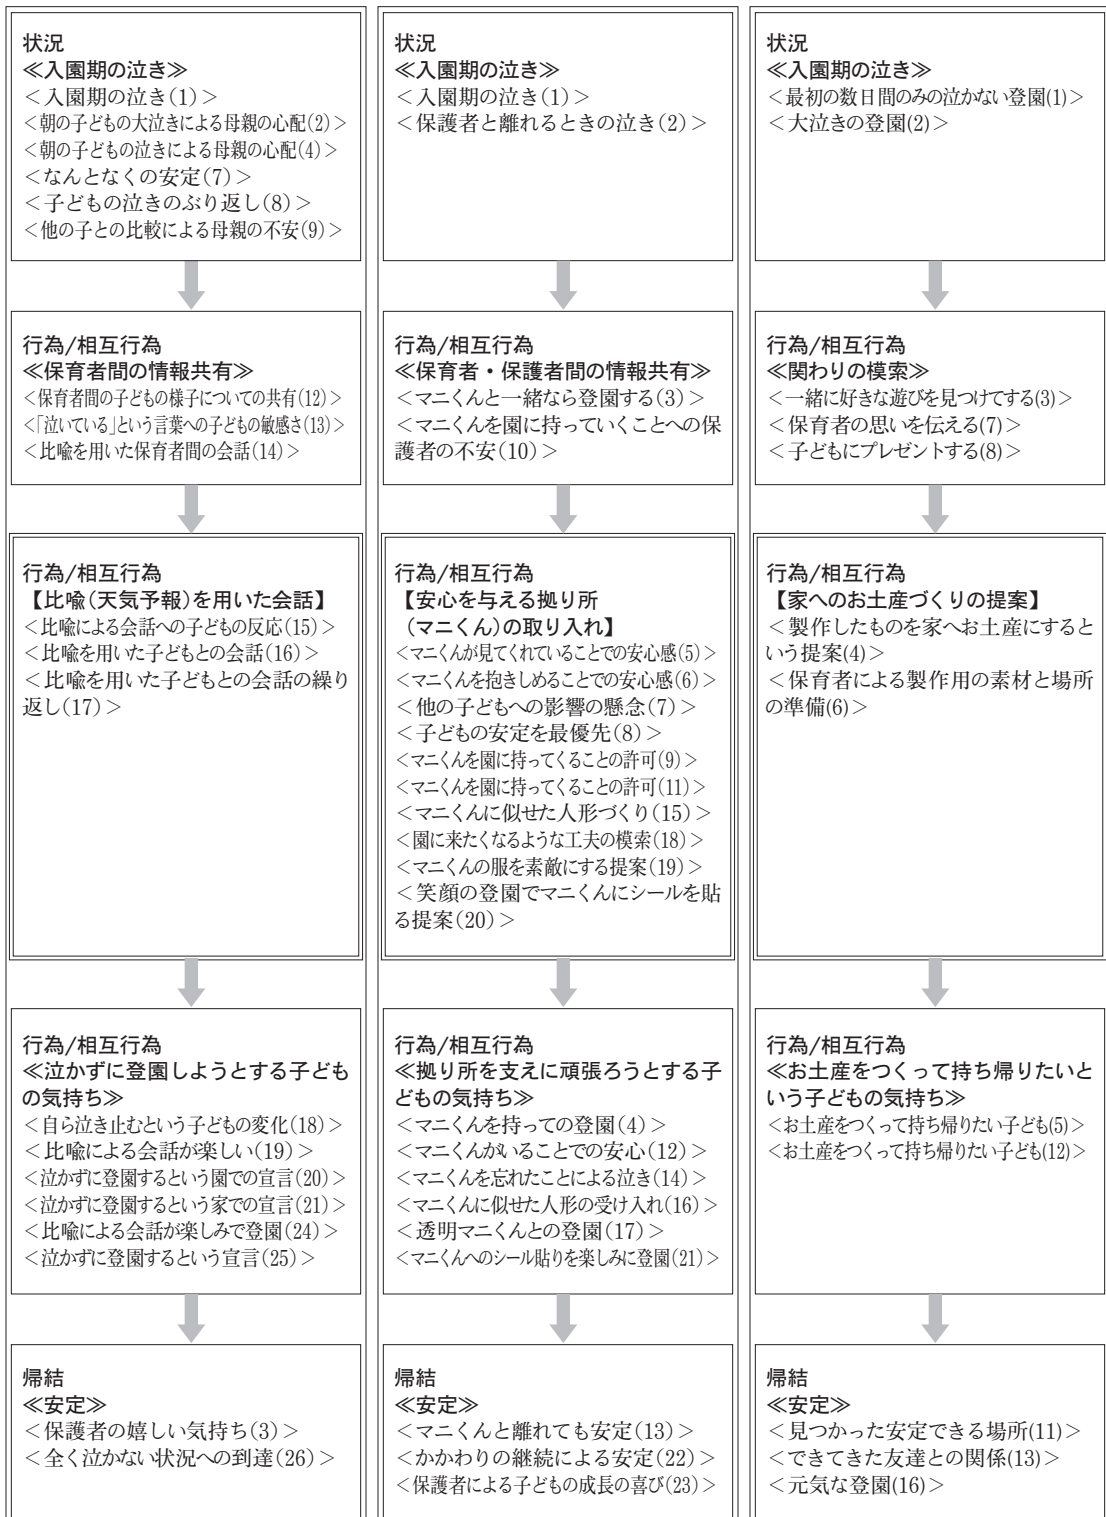 状況
≪入園期の泣き≫
＜入園期の泣き(1)＞
＜朝の子どもの大泣きによる母親の心配(2)＞
＜朝の子どもの泣きによる母親の心配(4)＞
＜なんとなくの安定(7)＞
＜子どもの泣きのぶり返し(8)＞
＜他の子との比較による母親の不安(9)＞
行為/相互行為
≪保育者間の情報共有≫
＜保育者間の子どもの様子についての共有(12)＞
＜「泣いている」という言葉への子どもの敏感さ(13)＞
＜比喩を用いた保育者間の会話(14)＞
行為/相互行為
【比喩(天気予報)を用いた会話】
＜比喩による会話への子どもの反応(15)＞
＜比喩を用いた子どもとの会話(16)＞
＜比喩を用いた子どもとの会話の繰り
返し(17)＞
行為/相互行為
≪泣かずに登園しようとする子ども
の気持ち≫
＜自ら泣き止むという子どもの変化(18)＞
＜比喩による会話が楽しい(19)＞
＜泣かずに登園するという園での宣言(20)＞
＜泣かずに登園するという家での宣言(21)＞
＜比喩による会話が楽しみで登園(24)＞
＜泣かずに登園するという宣言(25)＞
帰結
≪安定≫
＜保護者の嬉しい気持ち(3)＞
＜全く泣かない状況への到達(26)＞
状況
≪入園期の泣き≫
＜入園期の泣き(1)＞
＜保護者と離れるときの泣き(2)＞
行為/相互行為
≪保育者・保護者間の情報共有≫
＜マニくんと一緒なら登園する(3)＞
＜マニくんを園に持っていくことへの保
護者の不安(10)＞
行為/相互行為
【安心を与える拠り所
(マニくん)の取り入れ】
＜マニくんが見てくれていることでの安心感(5)＞
＜マニくんを抱きしめることでの安心感(6)＞
＜他の子どもへの影響の懸念(7)＞
＜子どもの安定を最優先(8)＞
＜マニくんを園に持ってくることの許可(9)＞
＜マニくんを園に持ってくることの許可(11)＞
＜マニくんに似せた人形づくり(15)＞
＜園に来たくなるような工夫の模索(18)＞
＜マニくんの服を素敵にする提案(19)＞
＜笑顔の登園でマニくんにシールを貼
る提案(20)＞
行為/相互行為
≪拠り所を支えに頑張ろうとする子
どもの気持ち≫
＜マニくんを持っての登園(4)＞
＜マニくんがいることでの安心(12)＞
＜マニくんを忘れたことによる泣き(14)＞
＜マニくんに似せた人形の受け入れ(16)＞
＜透明マニくんとの登園(17)＞
＜マニくんへのシール貼りを楽しみに登園(21)＞
帰結
≪安定≫
＜マニくんと離れても安定(13)＞
＜かかわりの継続による安定(22)＞
＜保護者による子どもの成長の喜び(23)＞
状況
≪入園期の泣き≫
＜最初の数日間のみの泣かない登園(1)＞
＜大泣きの登園(2)＞
行為/相互行為
≪関わりの模索≫
＜一緒に好きな遊びを見つけてする(3)＞
＜保育者の思いを伝える(7)＞
＜子どもにプレゼントする(8)＞
行為/相互行為
【家へのお土産づくりの提案】
＜製作したものを家へお土産にすると
いう提案(4)＞
＜保育者による製作用の素材と場所
の準備(6)＞
行為/相互行為
≪お土産をつくって持ち帰りたいと
いう子どもの気持ち≫
＜お土産をつくって持ち帰りたい子ども(5)＞
＜お土産をつくって持ち帰りたい子ども(12)＞
帰結
≪安定≫
＜見つかった安定できる場所(11)＞
＜できてきた友達との関係(13)＞
＜元気な登園(16)＞